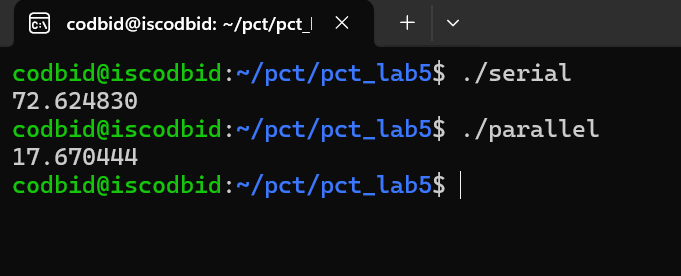 codbid@iscodbid: ~/pct/pct_l
codbid@iscodbid:~/pct/pct_lab5$ ./serial
72.624830
codbid@iscodbid:~/pct/pct_lab5$ ./parallel
17.670444
codbid@iscodbid:~/pct/pct_lab5$